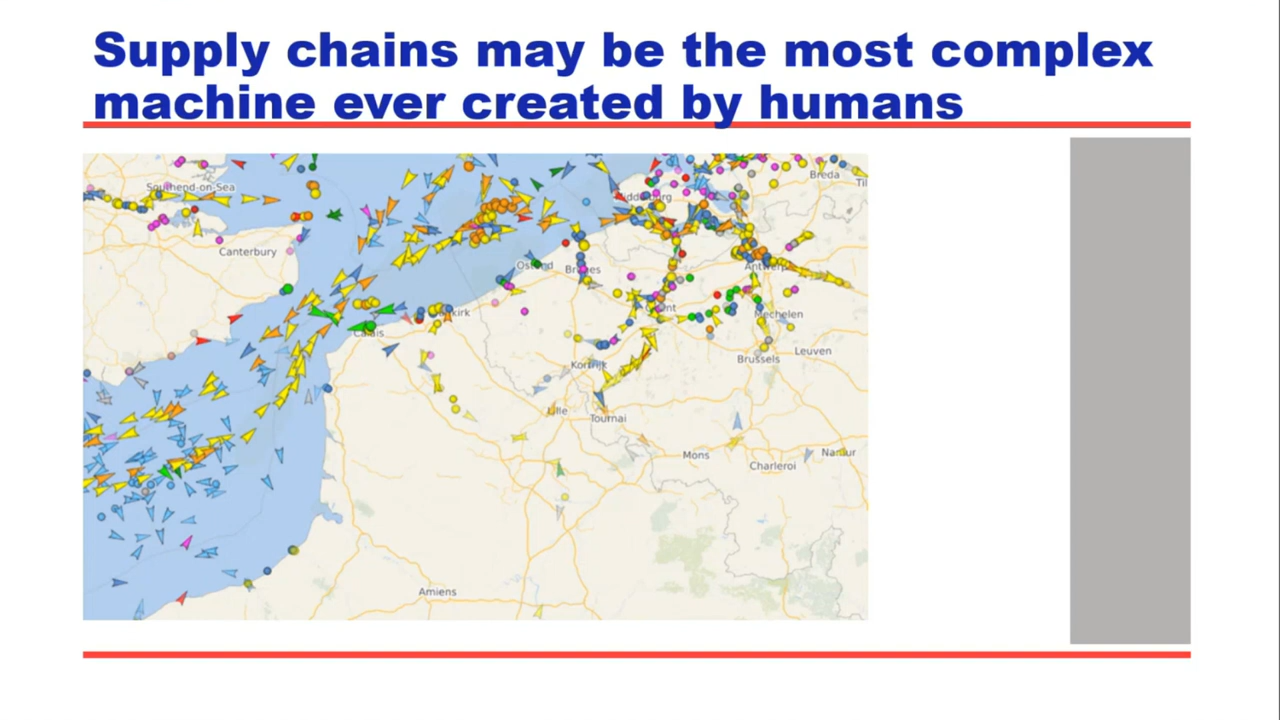 Supply chains may be the most complex
machine ever created by humans
Breda
Southend-on-Sea
Canterbury
Ostend
Bruges
Antwerp
Mechelen
Calais
Leuven
Brussels
Kortrijk
Lille
Tournai
Mons
Namur
Charleroi
Amiens